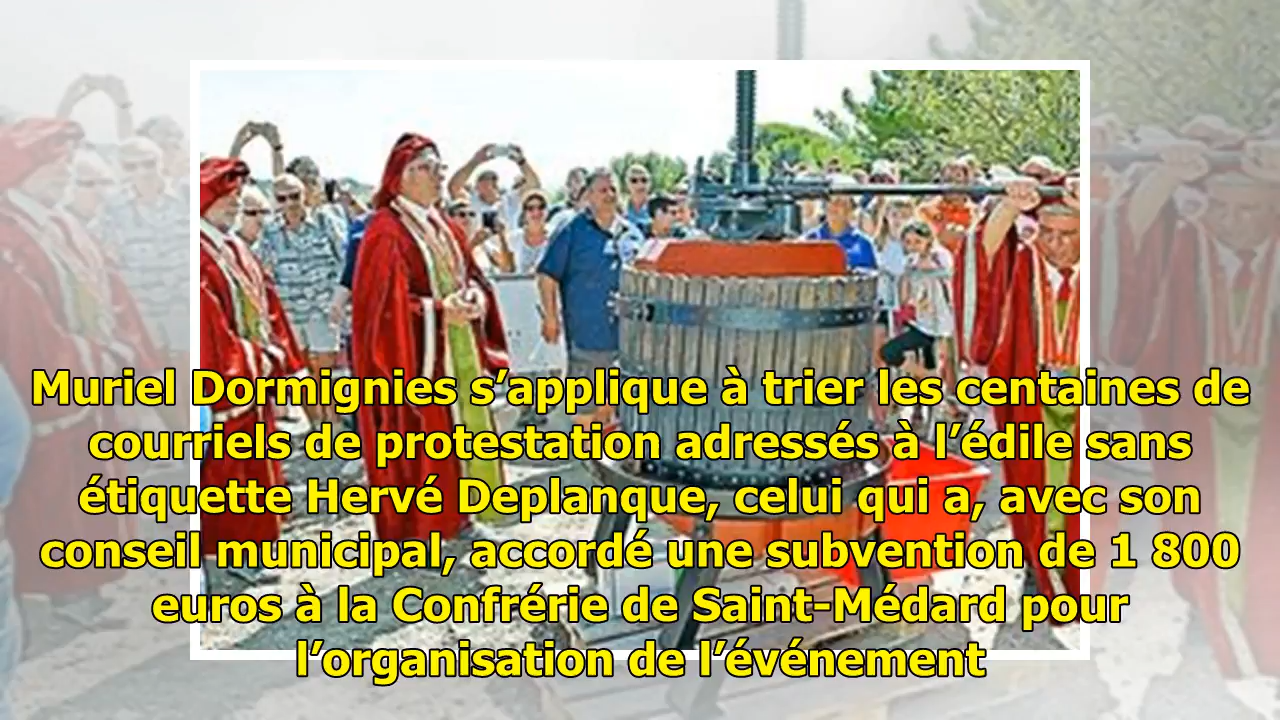 Muriel Dormignies s’applique à trier les centaines de
courriels de protestation adressés à l’édile sans
étiquette Hervé Deplanque, celui qui a, avec son
conseil municipal, accordé une subvention de 1 800
euros à la Confrérie de Saint-Médard pour
l’organisation de l’événement